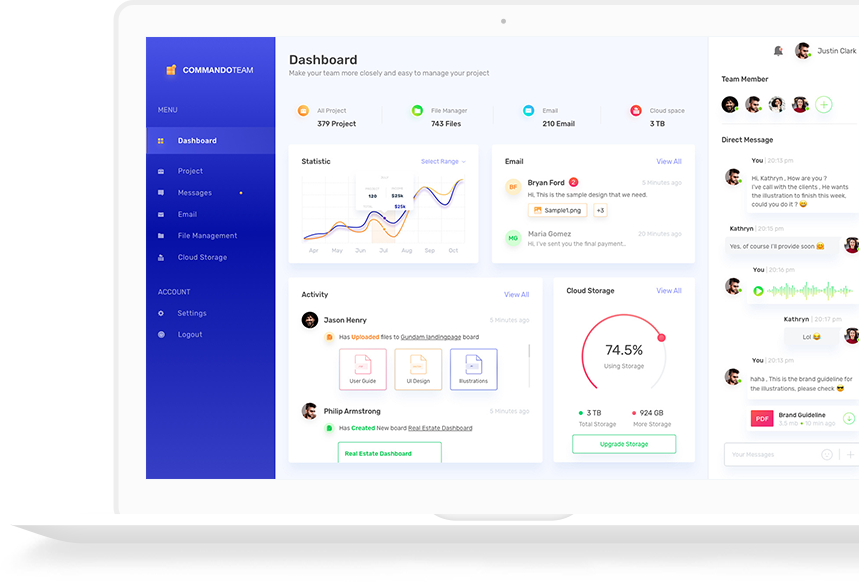 COMMANDOTEAM
MENU
Dashboard
Project
Messages
Email
File Management
Cloud Storage
ACCOUNT
Settings
Logout
Dashboard
Make your team more closely and easy to manage your project
All Project
379 Project
File Manager
743 Files
Email
210 Email
Cloud space
3 TB
Statistic
Select Range
120
$26k
$25k
Apr May Jun Jul Aug Sep Oct
Email
View All
BF
Bryan Ford 2
5 Minutes ago
Hi, This is the sample design that we need.
Sample1.png
+3
MG
Maria Gomez
20 Minutes ago
Hi, I've sent you the final payment..
Activity
View All
Jason Henry
5 Minutes ago
Has Uploaded files to Gundam landingpage board
User Guide
UI Design
Illustrations
Philip Armstrong
5 Minutes ago
Has Created New board Real Estate Dashboard
Real Estate Dashboard
Cloud Storage
View All
74.5%
Using Storage
3 TB
Total Storage
924 GB
More Storage
Upgrade Storage
Justin Clark
Team Member
Direct Message
You | 20:13 pm
Hi, Kathryn , How are you ?
I've call with the clients , He wants
the illustration to finish this week,
could you do it ? 😄
Kathryn | 20:15 pm
Yes, of course I'll provide soon 🤗
You | 20:16 pm
Kathryn | 20:17 pm
Lol 😂
You | 20:13 pm
haha , This is the brand guideline for
the illustrations, please check 😎
PDF
Brand Guideline
3.5 mb • 10 min ago
Your Messages